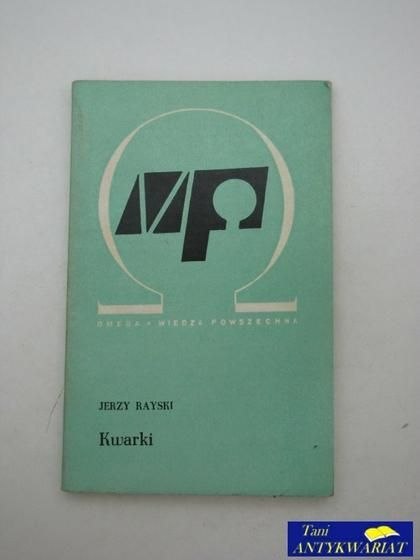 OMEGA • WIEDZA POWSZECHNA
JERZY RAYSKI
Kwarki
Tani
ANTYKWARIAT